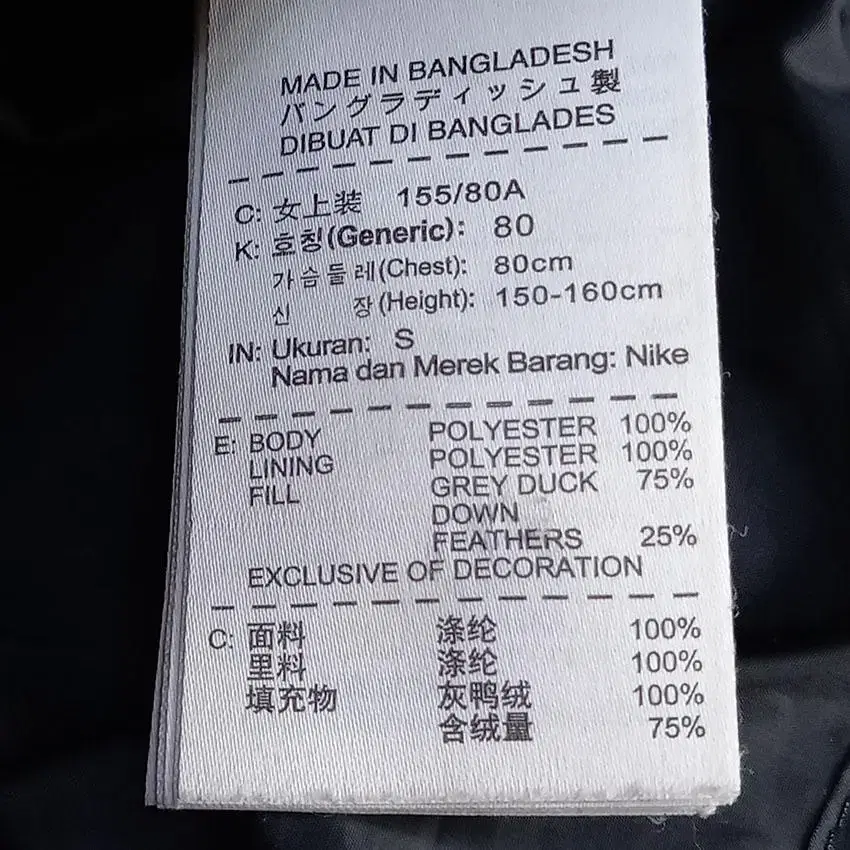 MADE IN BANGLADESH
バングラディッシュ製
DIBUAT DI BANGLADES
C: 女上装 155/80A
K: 호칭(Generic): 80
가슴둘레(Chest): 80cm
신 장(Height): 150-160cm
IN: Ukuran: S
Nama dan Merek Barang: Nike
E: BODY POLYESTER 100%
LINING POLYESTER 100%
FILL GREY DUCK 75%
DOWN
FEATHERS 25%
EXCLUSIVE OF DECORATION
C: 面料 涤纶 100%
里料 涤纶 100%
填充物 灰鸭绒 100%
含绒量 75%